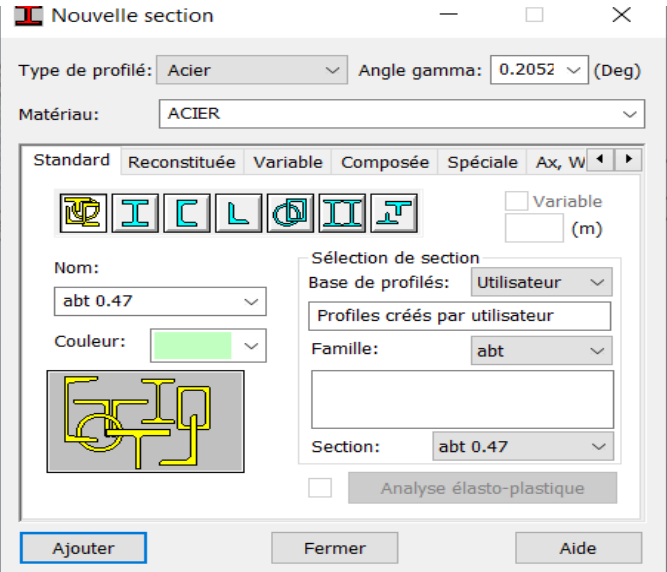 Nouvelle section
Type de profilé: Acier Angle gamma: 0.2052 (Deg)
Matériau: ACIER
Standard Reconstituée Variable Composée Spéciale Ax, W
Variable
(m)
Nom:
abt 0.47
Couleur:
Sélection de section
Base de profilés: Utilisateur
Profiles créés par utilisateur
Famille: abt
Section: abt 0.47
Analyse élasto-plastique
Ajouter Fermer Aide